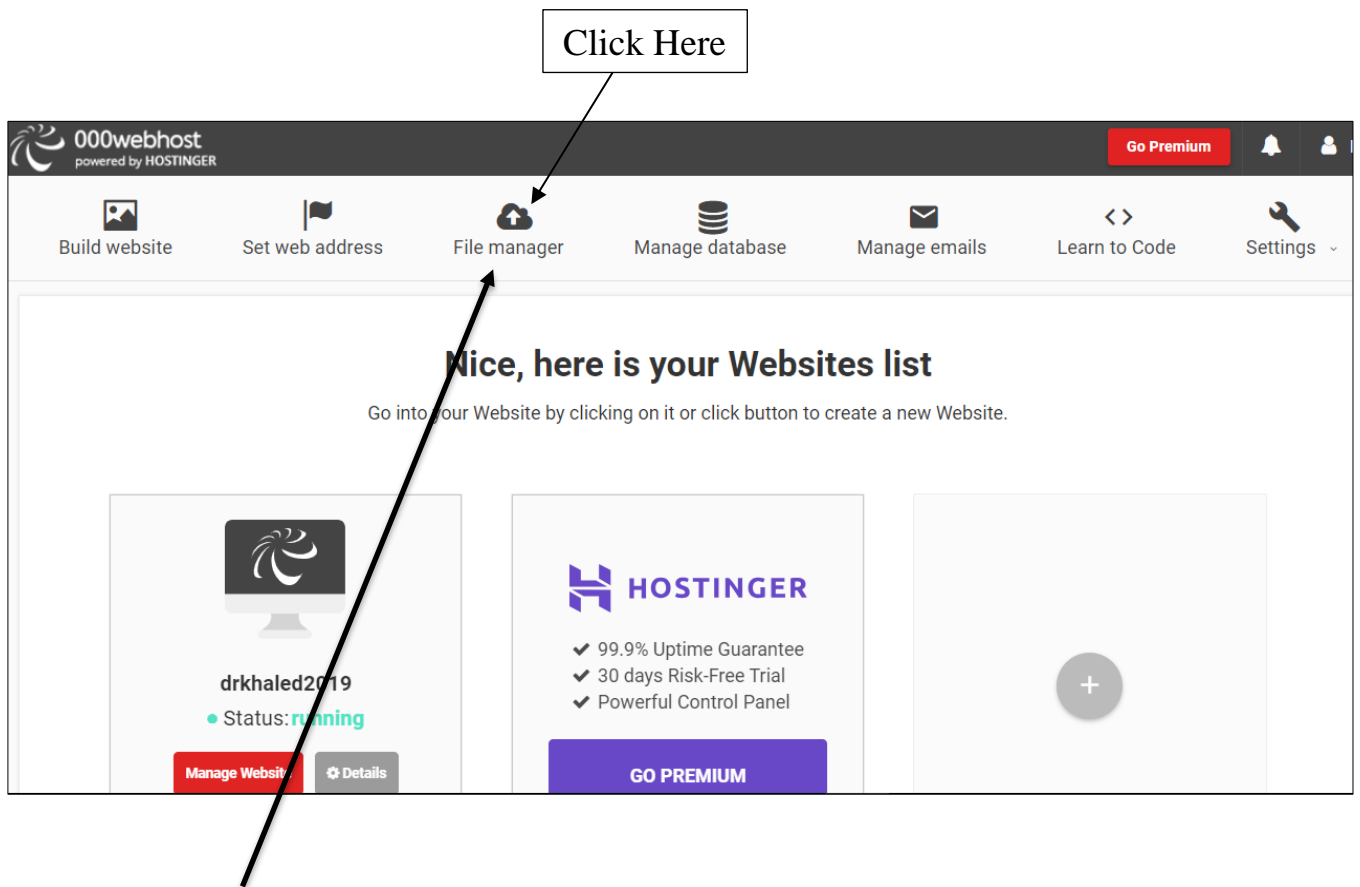 Click Here
000webhost
powered by HOSTINGER
Go Premium
Build website
Set web address
File manager
Manage database
Manage emails
Learn to Code
Settings
Nice, here is your Websites list
Go into your Website by clicking on it or click button to create a new Website.
drkhaled2019
Status: running
Manage Website
Details
HOSTINGER
99.9% Uptime Guarantee
30 days Risk-Free Trial
Powerful Control Panel
GO PREMIUM